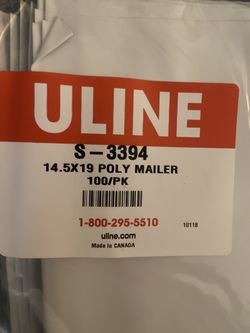 ULINE
S-3394
14.5X19 POLY MAILER
100/PK
1-800-295-5510
10118
uline.com
Made in CANADA